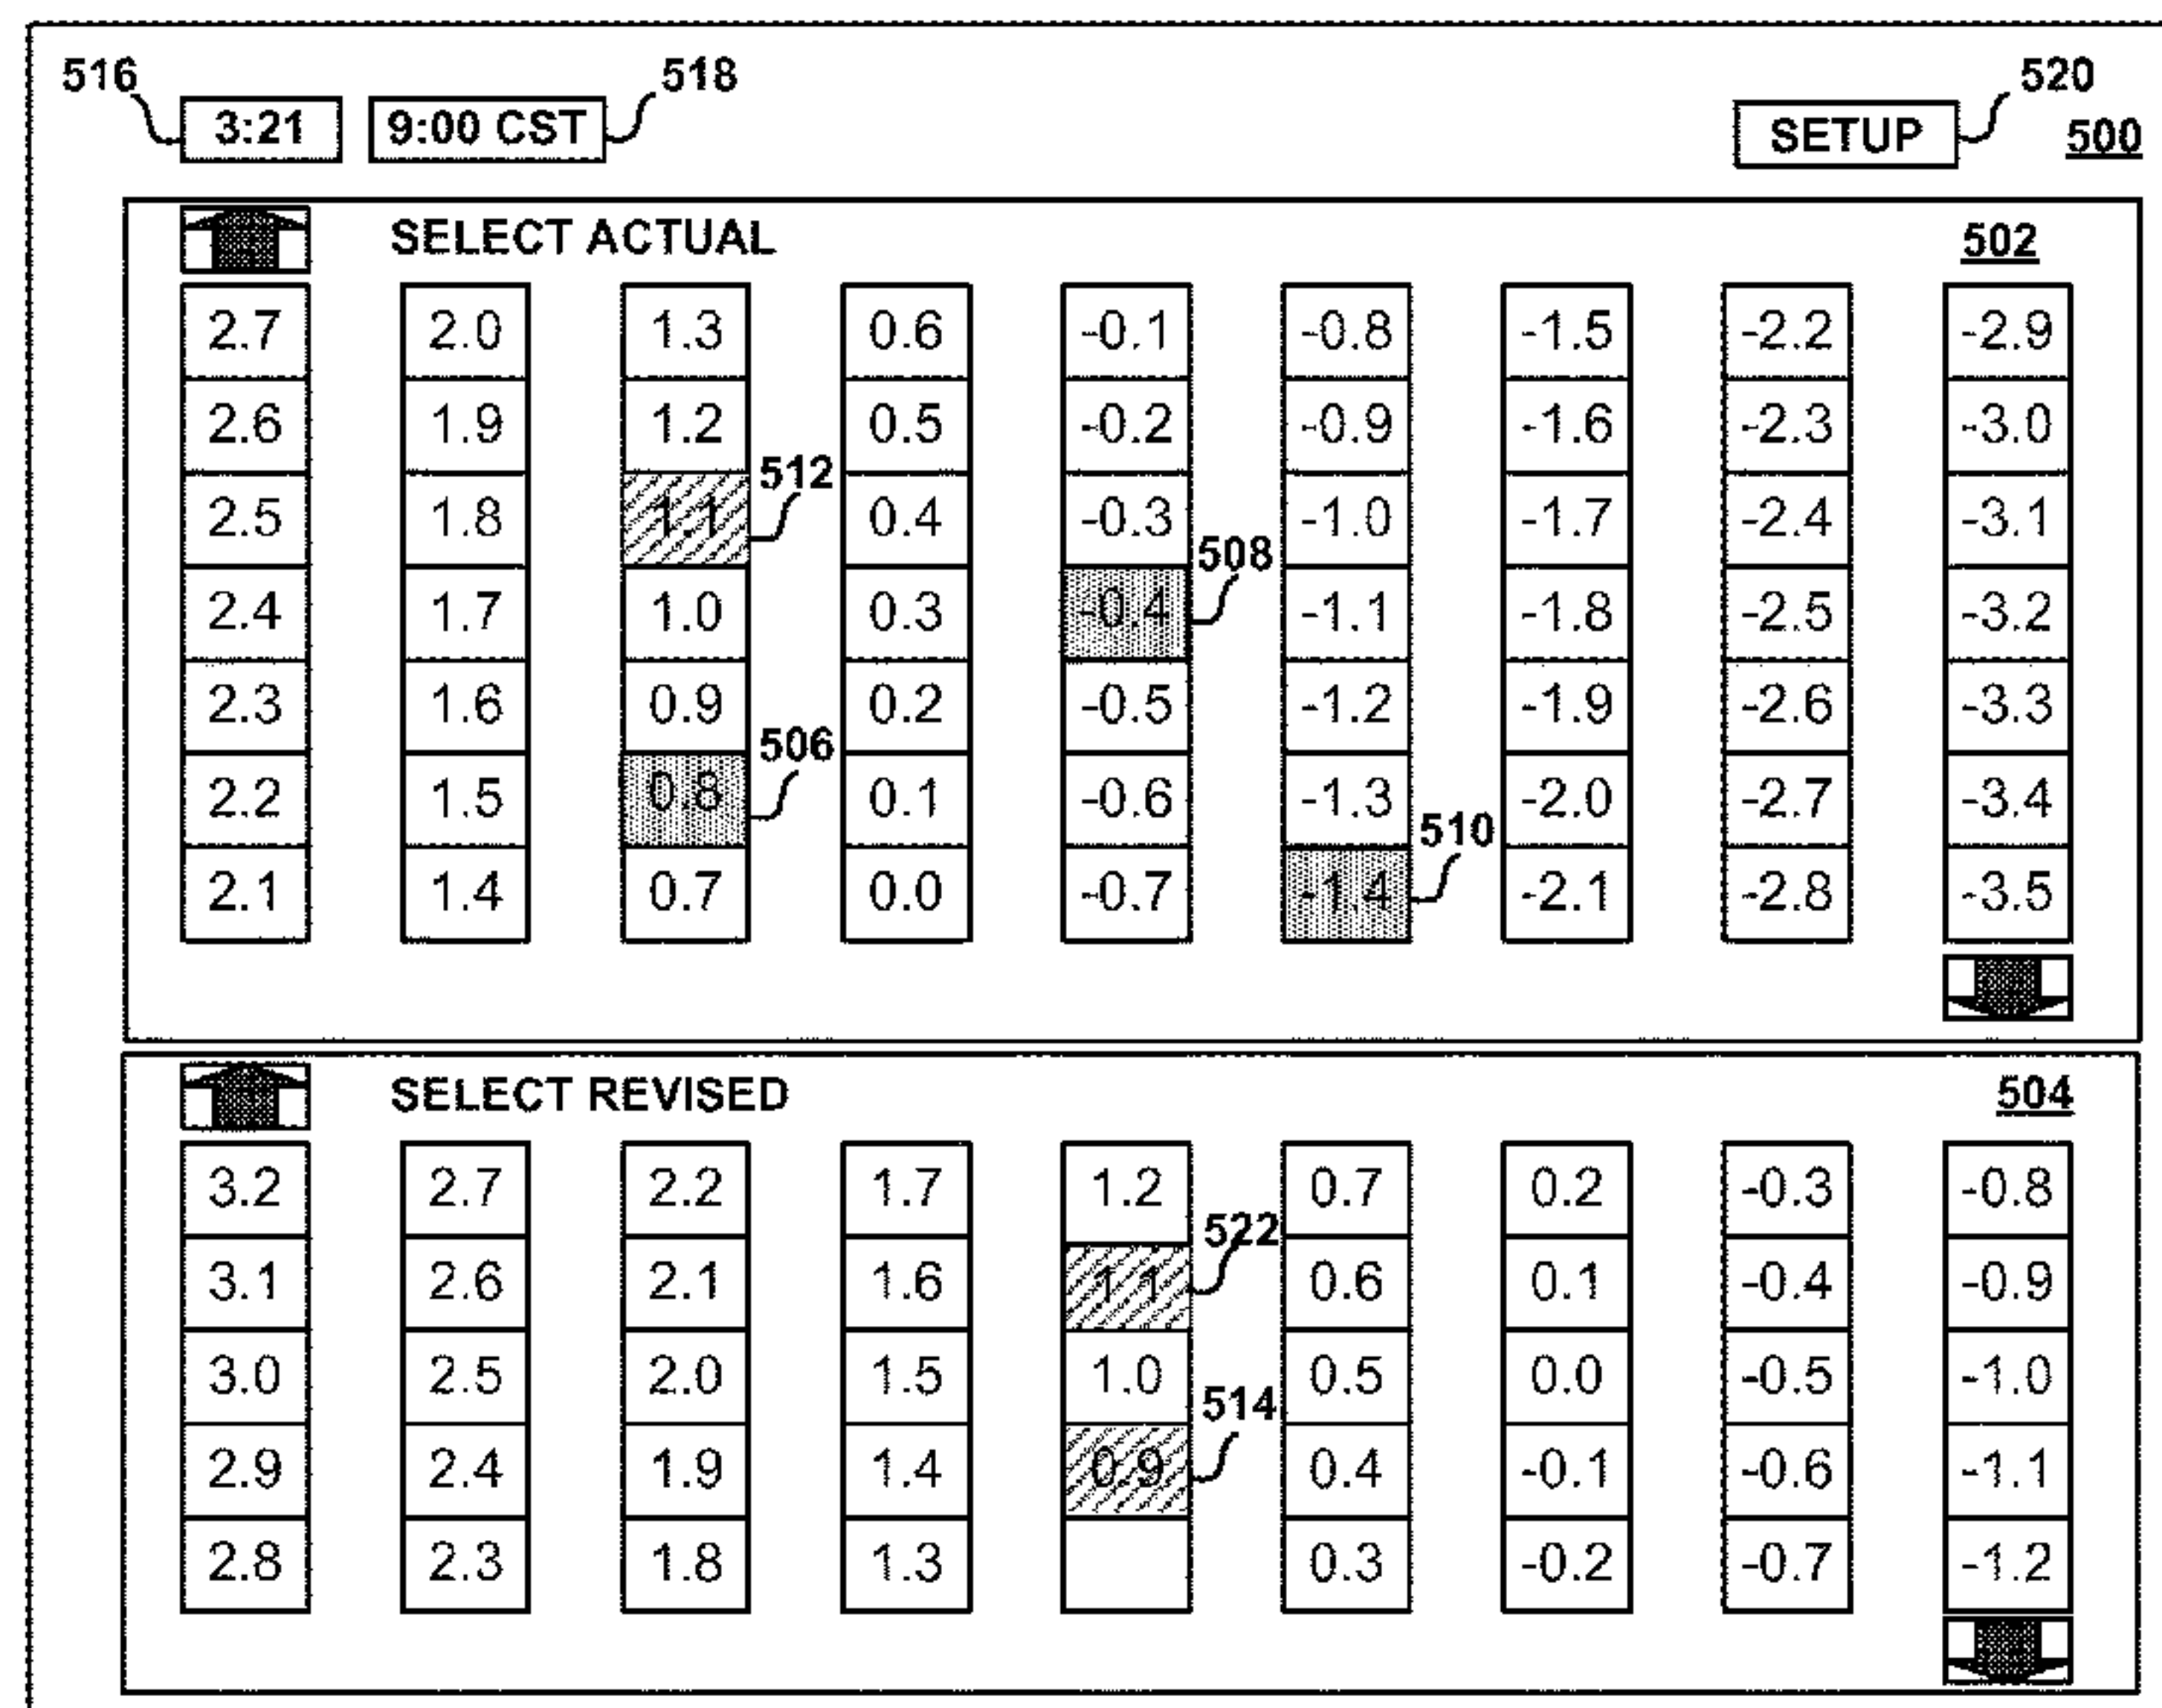 516 518 520
3:21 9:00 CST SETUP 500
SELECT ACTUAL 502
2.7 2.0 1.3 0.6 -0.1 -0.8 -1.5 -2.2 -2.9
2.6 1.9 1.2 0.5 -0.2 -0.9 -1.6 -2.3 -3.0
512
2.5 1.8 1.1 0.4 -0.3 -1.0 -1.7 -2.4 -3.1
508
2.4 1.7 1.0 0.3 -0.4 -1.1 -1.8 -2.5 -3.2
2.3 1.6 0.9 0.2 -0.5 -1.2 -1.9 -2.6 -3.3
506
2.2 1.5 0.8 0.1 -0.6 -1.3 -2.0 -2.7 -3.4
510
2.1 1.4 0.7 0.0 -0.7 -1.4 -2.1 -2.8 -3.5
SELECT REVISED 504
3.2 2.7 2.2 1.7 1.2 0.7 0.2 -0.3 -0.8
522
3.1 2.6 2.1 1.6 1.1 0.6 0.1 -0.4 -0.9
3.0 2.5 2.0 1.5 1.0 0.5 0.0 -0.5 -1.0
514
2.9 2.4 1.9 1.4 0.9 0.4 -0.1 -0.6 -1.1
2.8 2.3 1.8 1.3 0.3 -0.2 -0.7 -1.2